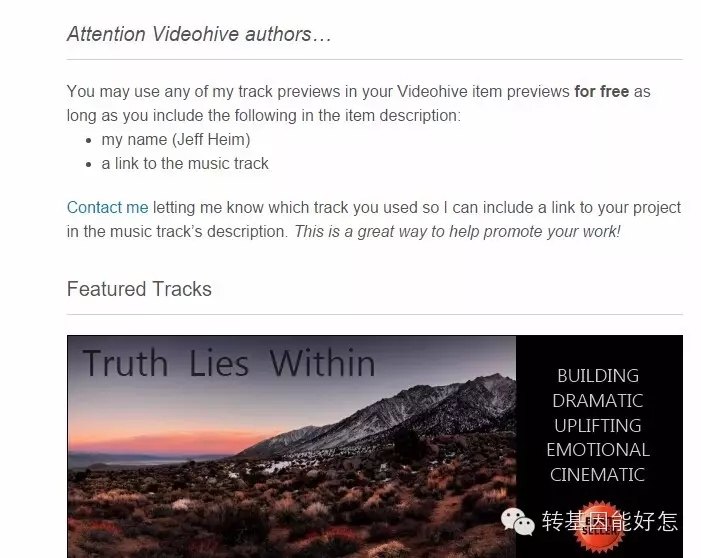 Attention Videohive authors…
You may use any of my track previews in your Videohive item previews for free as
long as you include the following in the item description:
• my name (Jeff Heim)
• a link to the music track
Contact me letting me know which track you used so I can include a link to your project
in the music track's description. This is a great way to help promote your work!
Featured Tracks
Truth Lies Within
BUILDING
DRAMATIC
UPLIFTING
EMOTIONAL
CINEMATIC
转基因能好怎